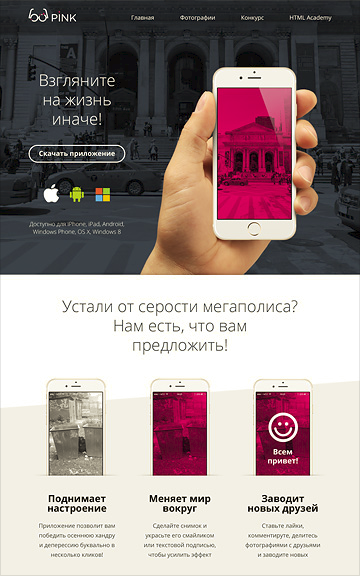 PINK
Главная
Фотографии
Конкурс
HTML Academy
Взгляните
на жизнь
иначе!
Скачать приложение
Доступно для iPhone, iPad, Android,
Windows Phone, OS X, Windows 8
Устали от серости мегаполиса?
Нам есть, что вам
предложить!
Всем
привет!
Поднимает
настроение
Приложение позволит вам
победить осеннюю хандру
и депрессию буквально в
несколько кликов!
Меняет мир
вокруг
Сделайте снимок и
украсьте его смайликом
или текстовой подписью,
чтобы усилить эффект
Заводит
новых друзей
Ставьте лайки,
комментируте, делитесь
фотографиями с друзьями
и заводите новых